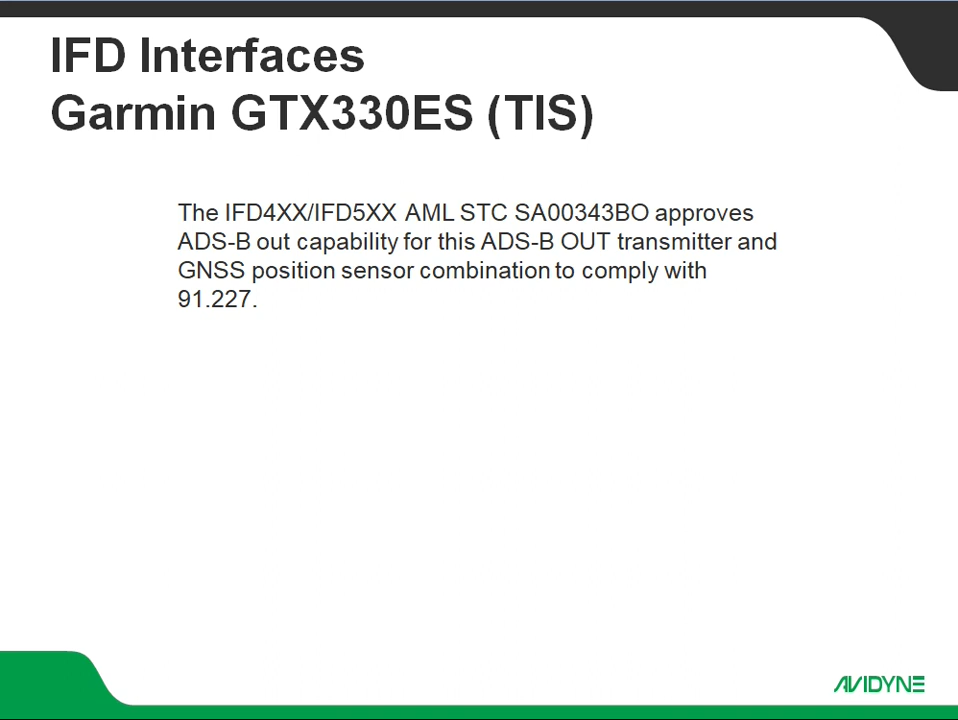 IFD Interfaces
Garmin GTX330ES (TIS)
The IFD4XX/IFD5XX AML STC SA00343BO approves
ADS-B out capability for this ADS-B OUT transmitter and
GNSS position sensor combination to comply with
91.227.
AVIDYNE